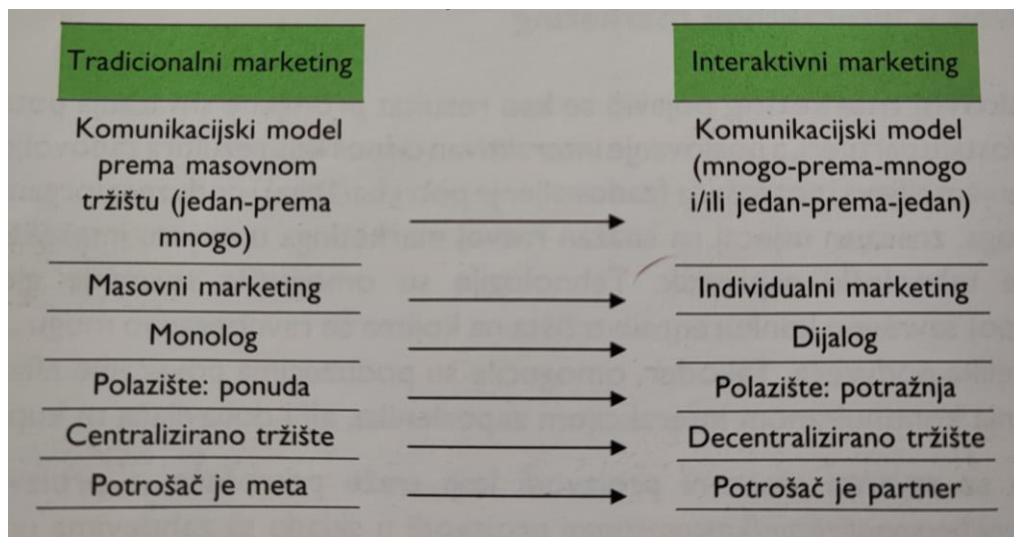 Tradicionalni marketing
Interaktivni marketing
Komunikacijski model
prema masovnom
tržištu (jedan-prema
mnogo)
Komunikacijski model
(mnogo-prema-mnogo
i/ili jedan-prema-jedan)
Masovni marketing
Individualni marketing
Monolog
Dijalog
Polazište: ponuda
Polazište: potražnja
Centralizirano tržište
Decentralizirano tržište
Potrošač je meta
Potrošač je partner